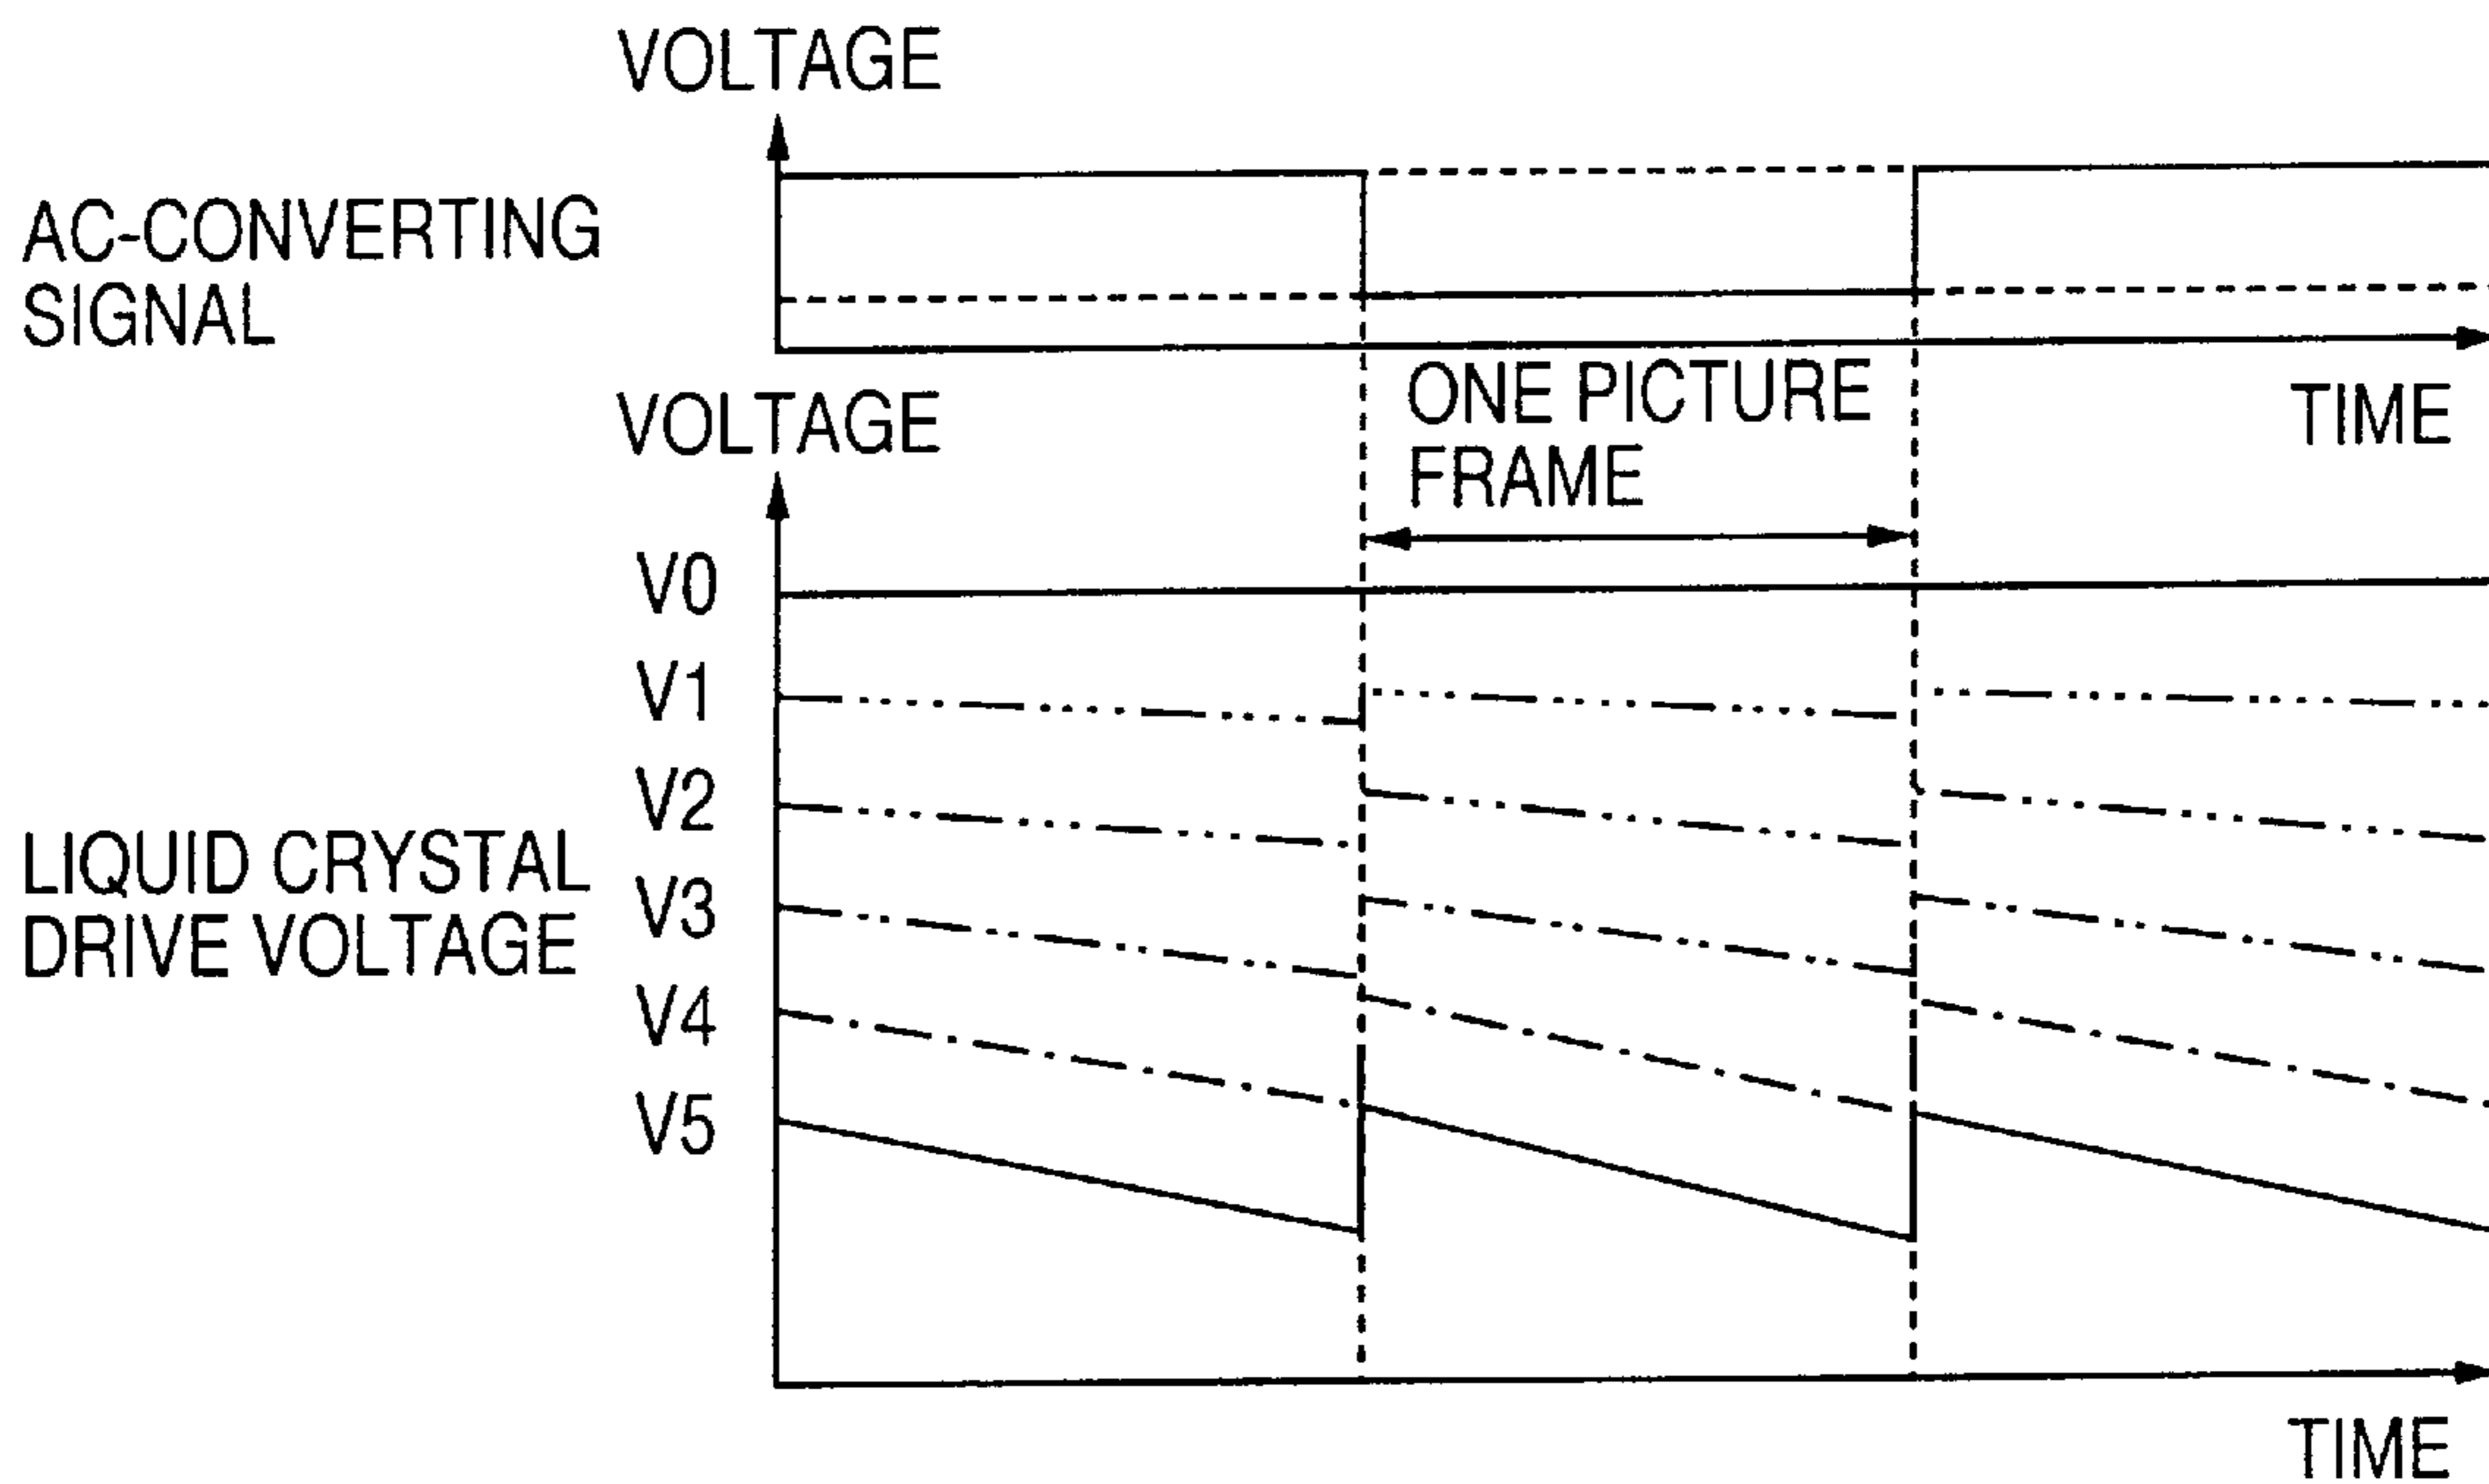 VOLTAGE
AC-CONVERTING
SIGNAL
ONE PICTURE
FRAME
TIME
VOLTAGE
V0
V1
V2
V3
V4
V5
LIQUID CRYSTAL
DRIVE VOLTAGE
TIME